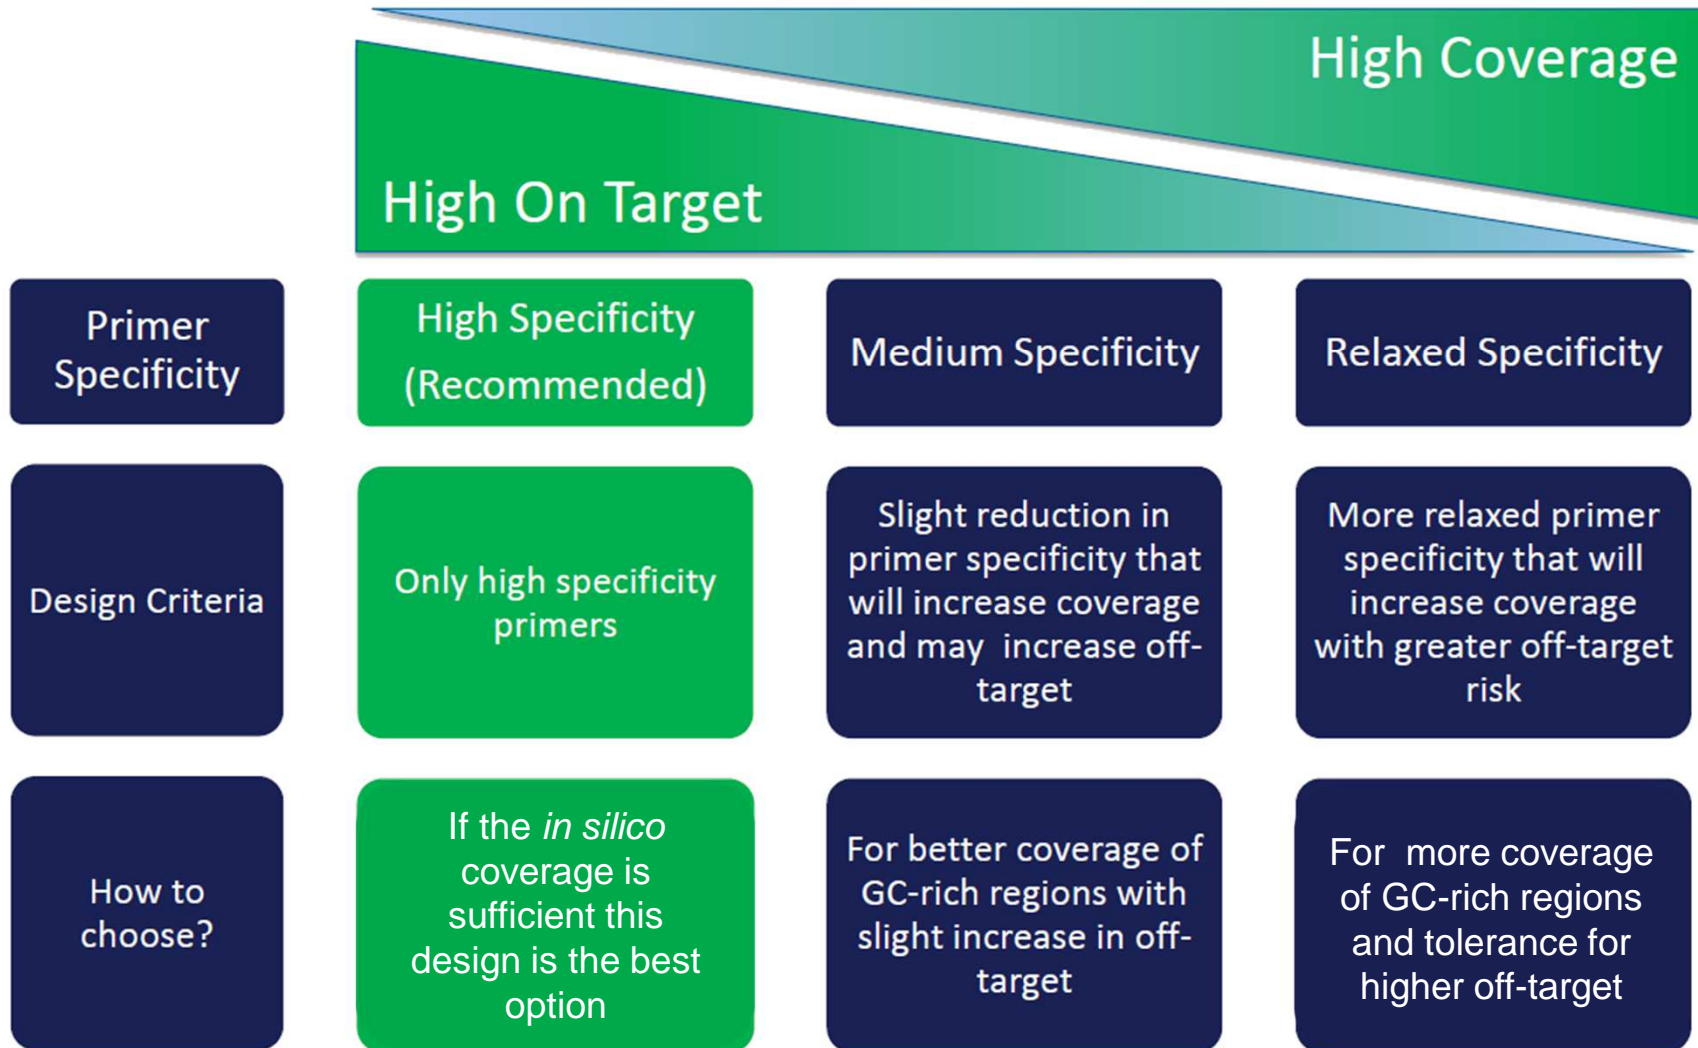 High Coverage
High On Target
Primer
Specificity
High Specificity
(Recommended)
Medium Specificity
Relaxed Specificity
Design Criteria
Only high specificity
primers
Slight reduction in
primer specificity that
will increase coverage
and may  increase off-
target
More relaxed primer
specificity that will
increase coverage
with greater off-target
risk
How to
choose?
If the in silico
coverage is
sufficient this
design is the best
option
For better coverage of
GC-rich regions with
slight increase in off-
target
For  more coverage
of GC-rich regions
and tolerance for
higher off-target